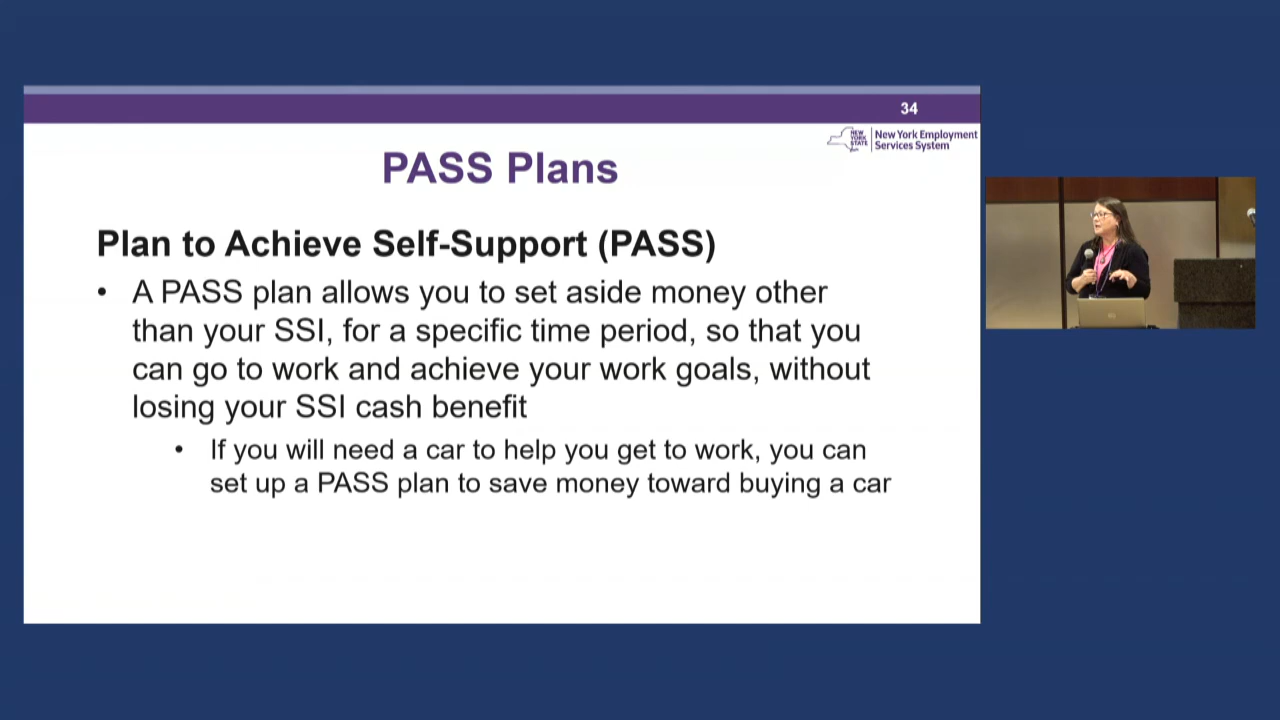 34
NEW
YORK
STATE
New York Employment
Services System
PASS Plans
Plan to Achieve Self-Support (PASS)
• A PASS plan allows you to set aside money other
than your SSI, for a specific time period, so that you
can go to work and achieve your work goals, without
losing your SSI cash benefit
• If you will need a car to help you get to work, you can
set up a PASS plan to save money toward buying a car